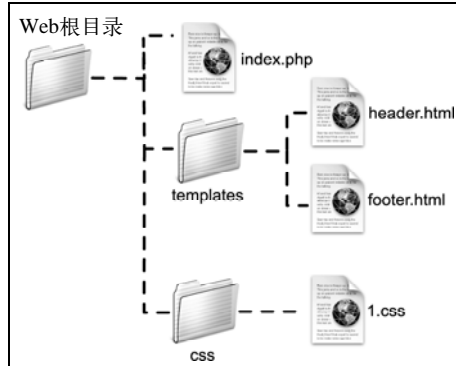 Web根目录
index.php
header.html
templates
footer.html
1.css
css